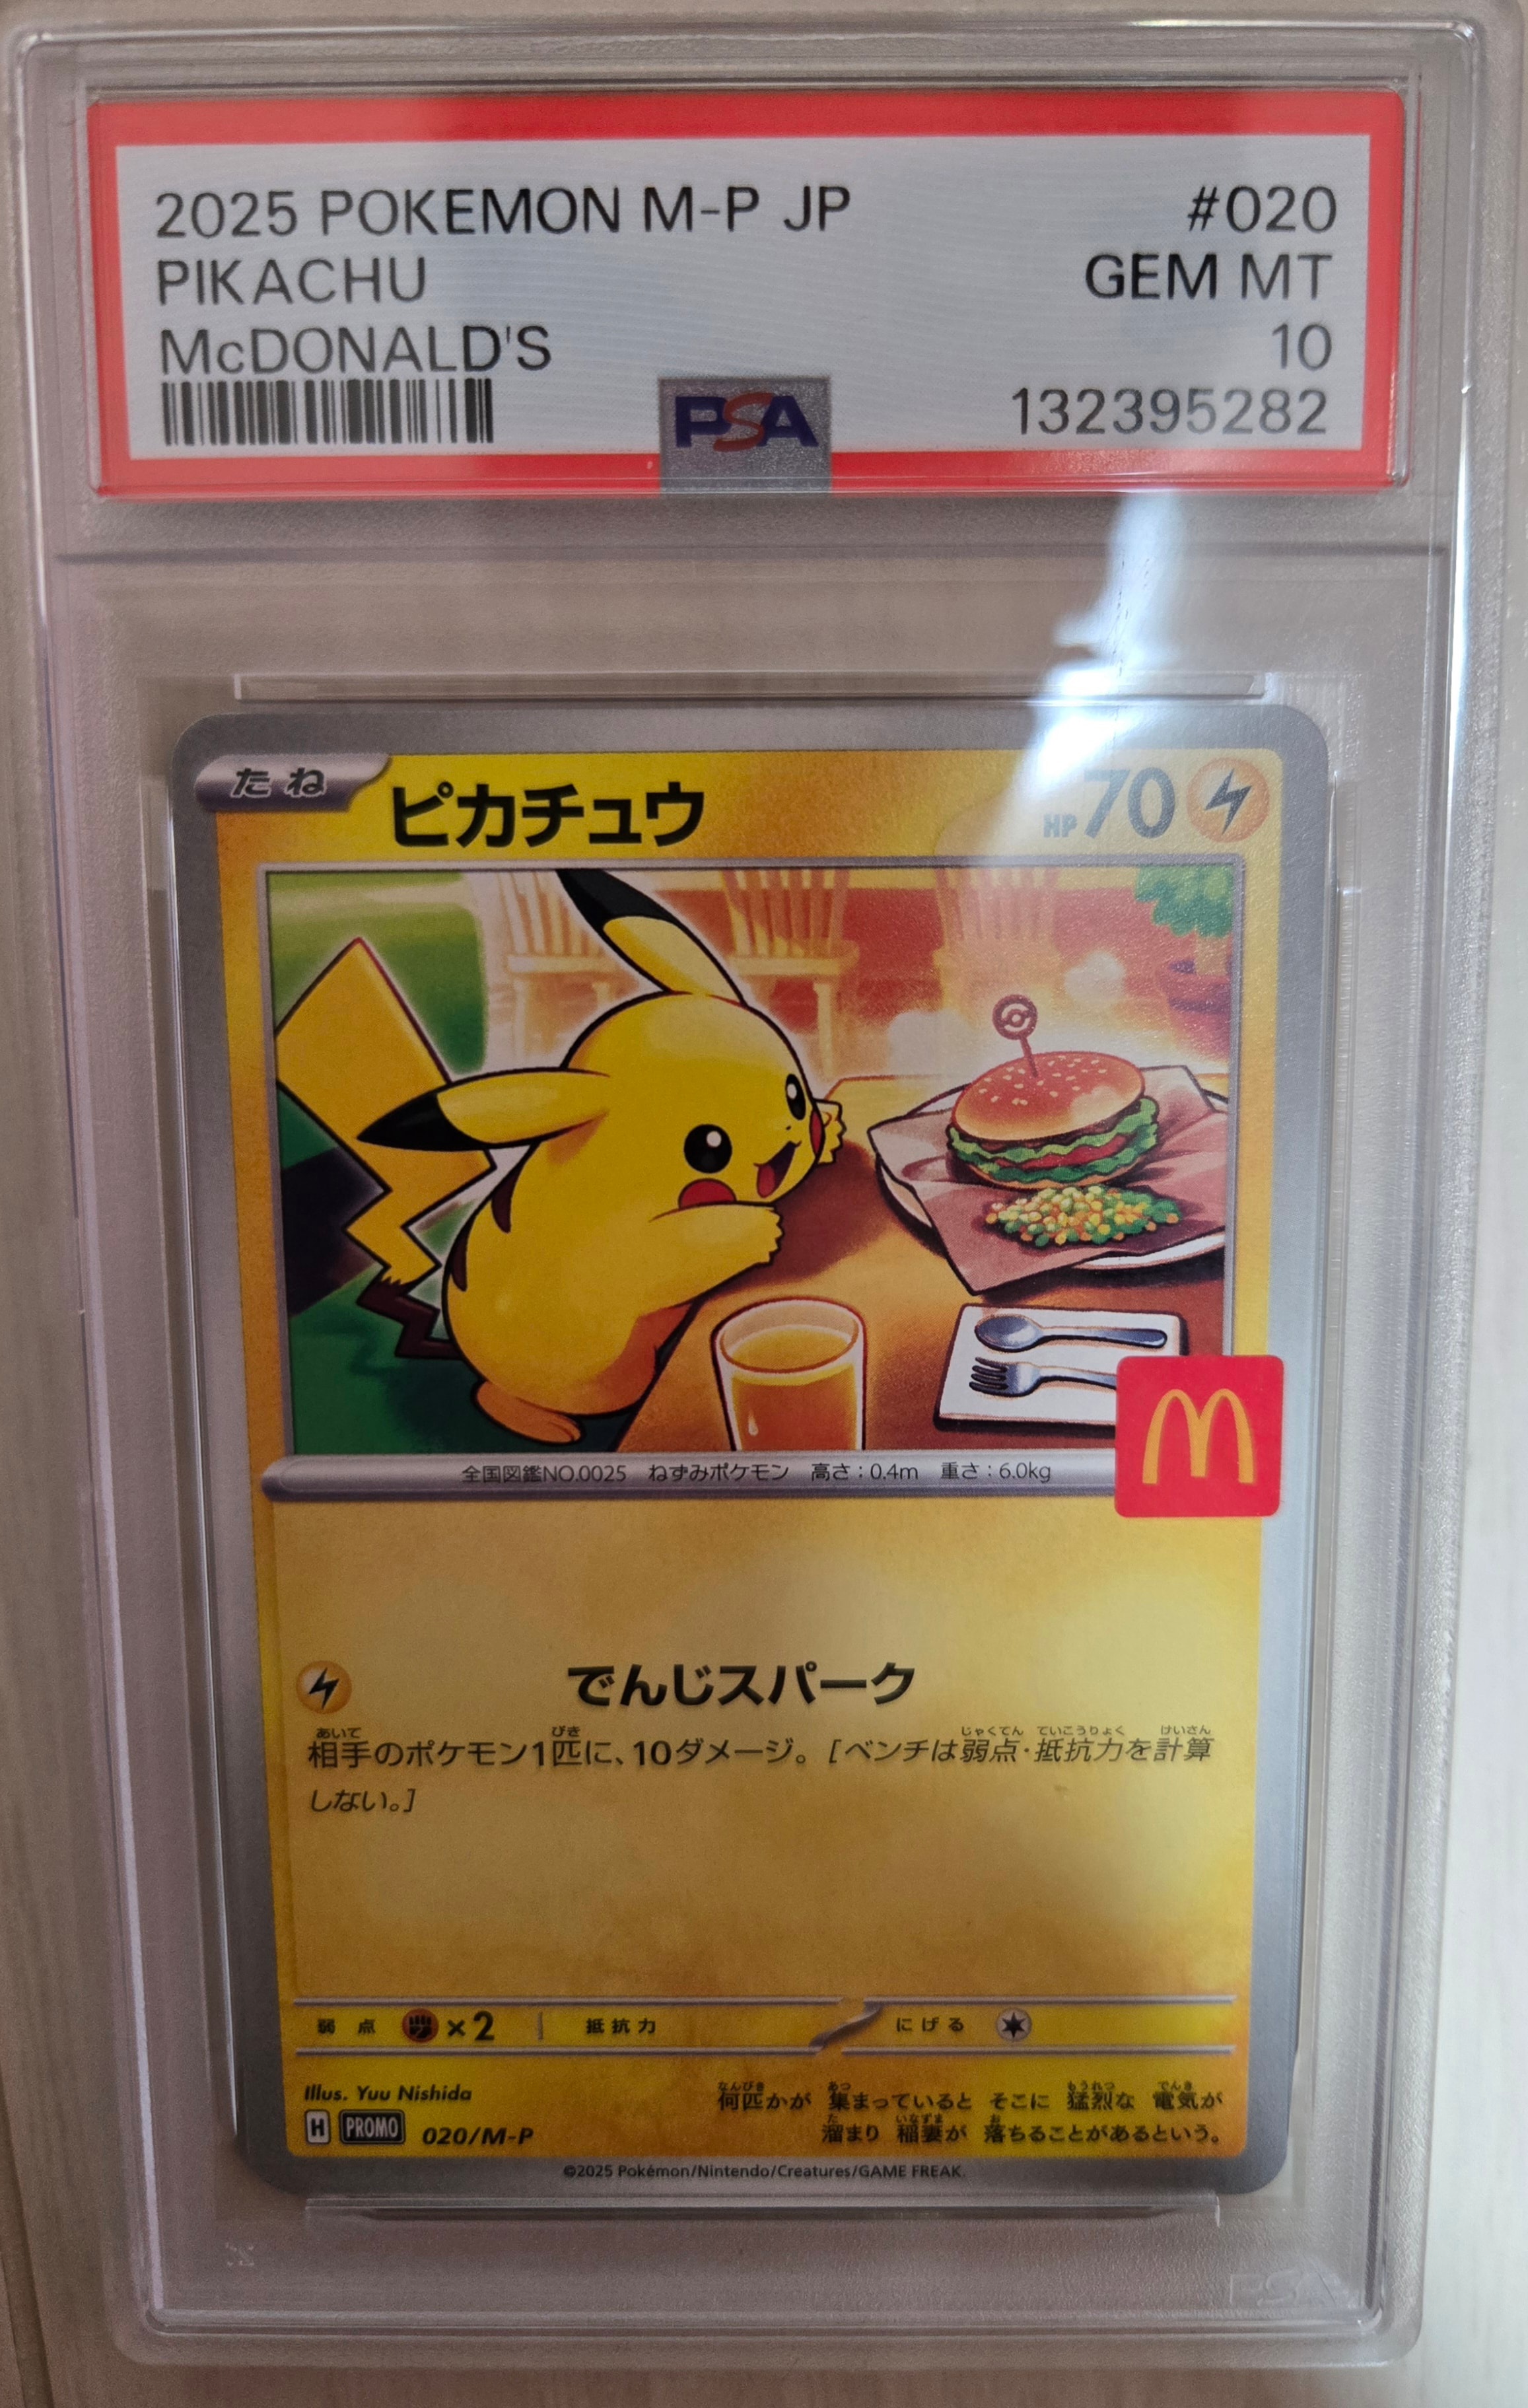 2025 POKEMON M-P JP #020
PIKACHU GEM MT
McDONALD'S 10
PSA 132395282
たね ピカチュウ HP70
全国図鑑NO.0025 ねずみポケモン 高さ:0.4m 重さ:6.0kg
でんじスパーク
相手のポケモン1匹に、10ダメージ。[ベンチは弱点・抵抗力を計算
しない。]
弱点 ×2 抵抗力 にげる
Illus. Yuu Nishida
H PROMO 020/M-P
何匹かが 集まっていると そこに 猛烈な 電気が
溜まり 稲妻が 落ちることがあるという。
©2025 Pokémon/Nintendo/Creatures/GAME FREAK.
PSA